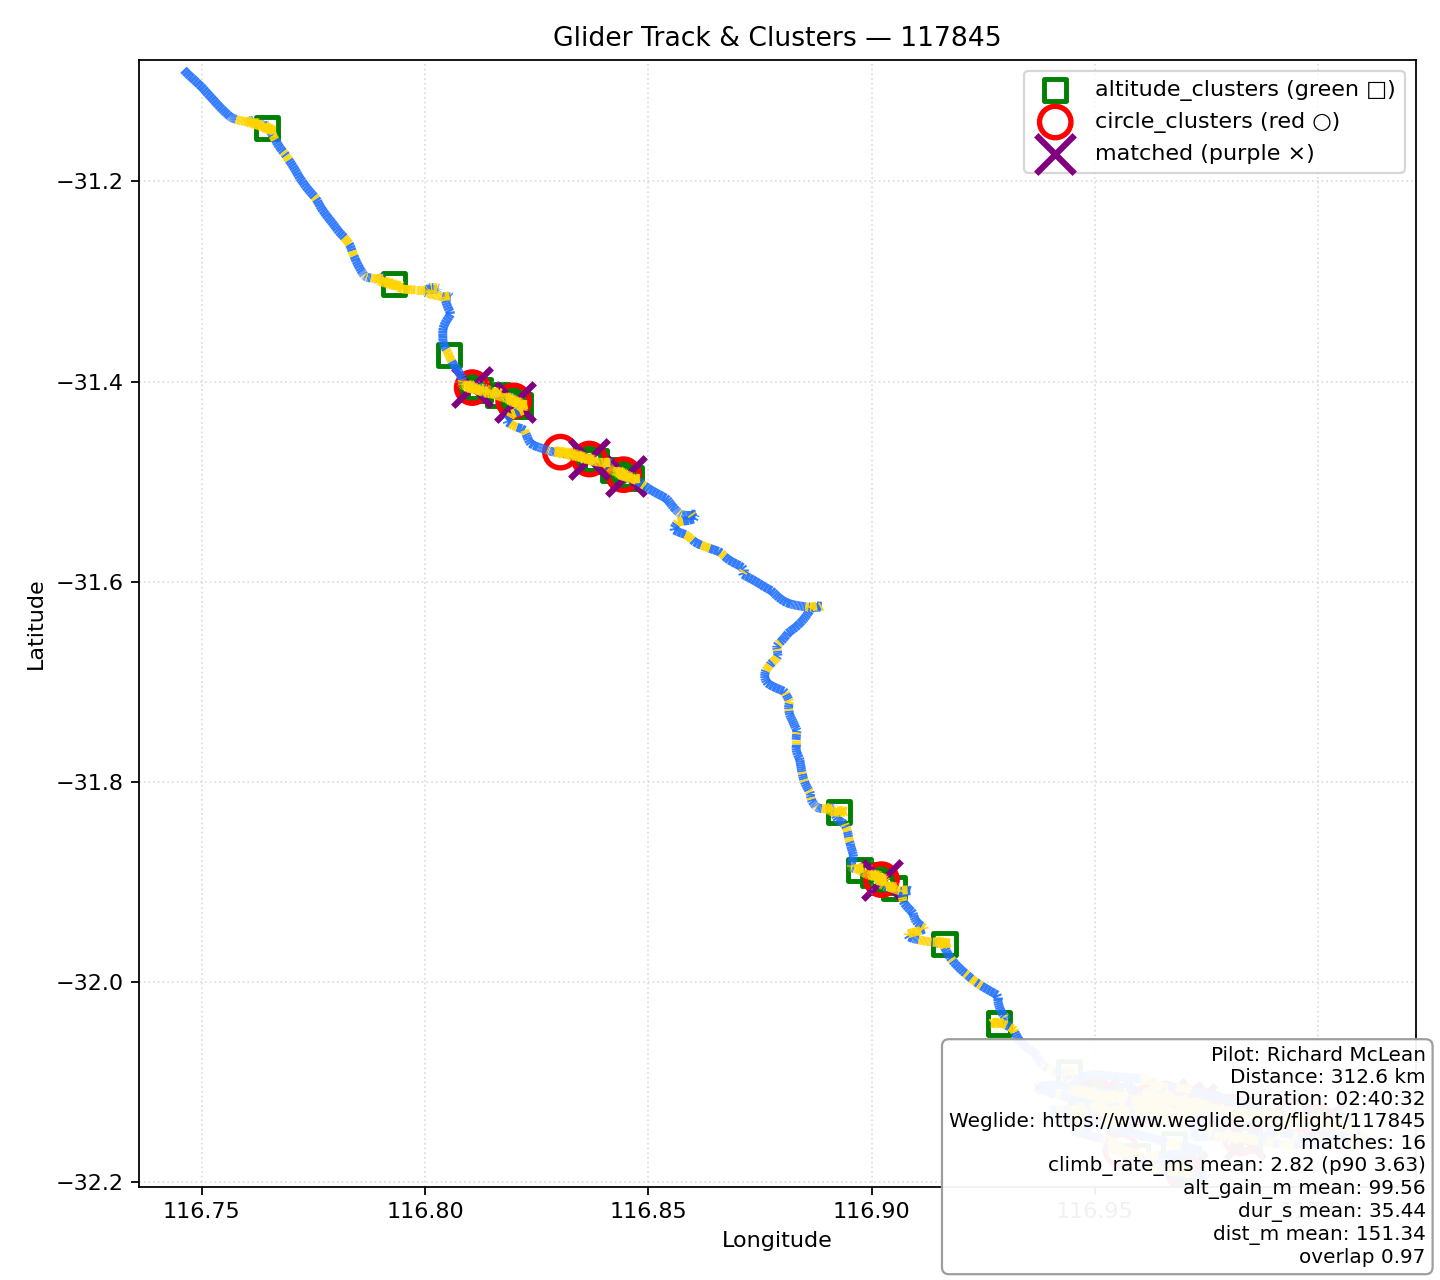 Glider Track & Clusters — 117845
altitude_clusters (green □)
circle_clusters (red ○)
matched (purple ×)
Latitude
−31.2
−31.4
−31.6
−31.8
−32.0
−32.2
116.75
116.80
116.85
116.90
116.95
Longitude
Pilot: Richard McLean
Distance: 312.6 km
Duration: 02:40:32
Weglide: https://www.weglide.org/flight/117845
matches: 16
climb_rate_ms mean: 2.82 (p90 3.63)
alt_gain_m mean: 99.56
dur_s mean: 35.44
dist_m mean: 151.34
overlap 0.97